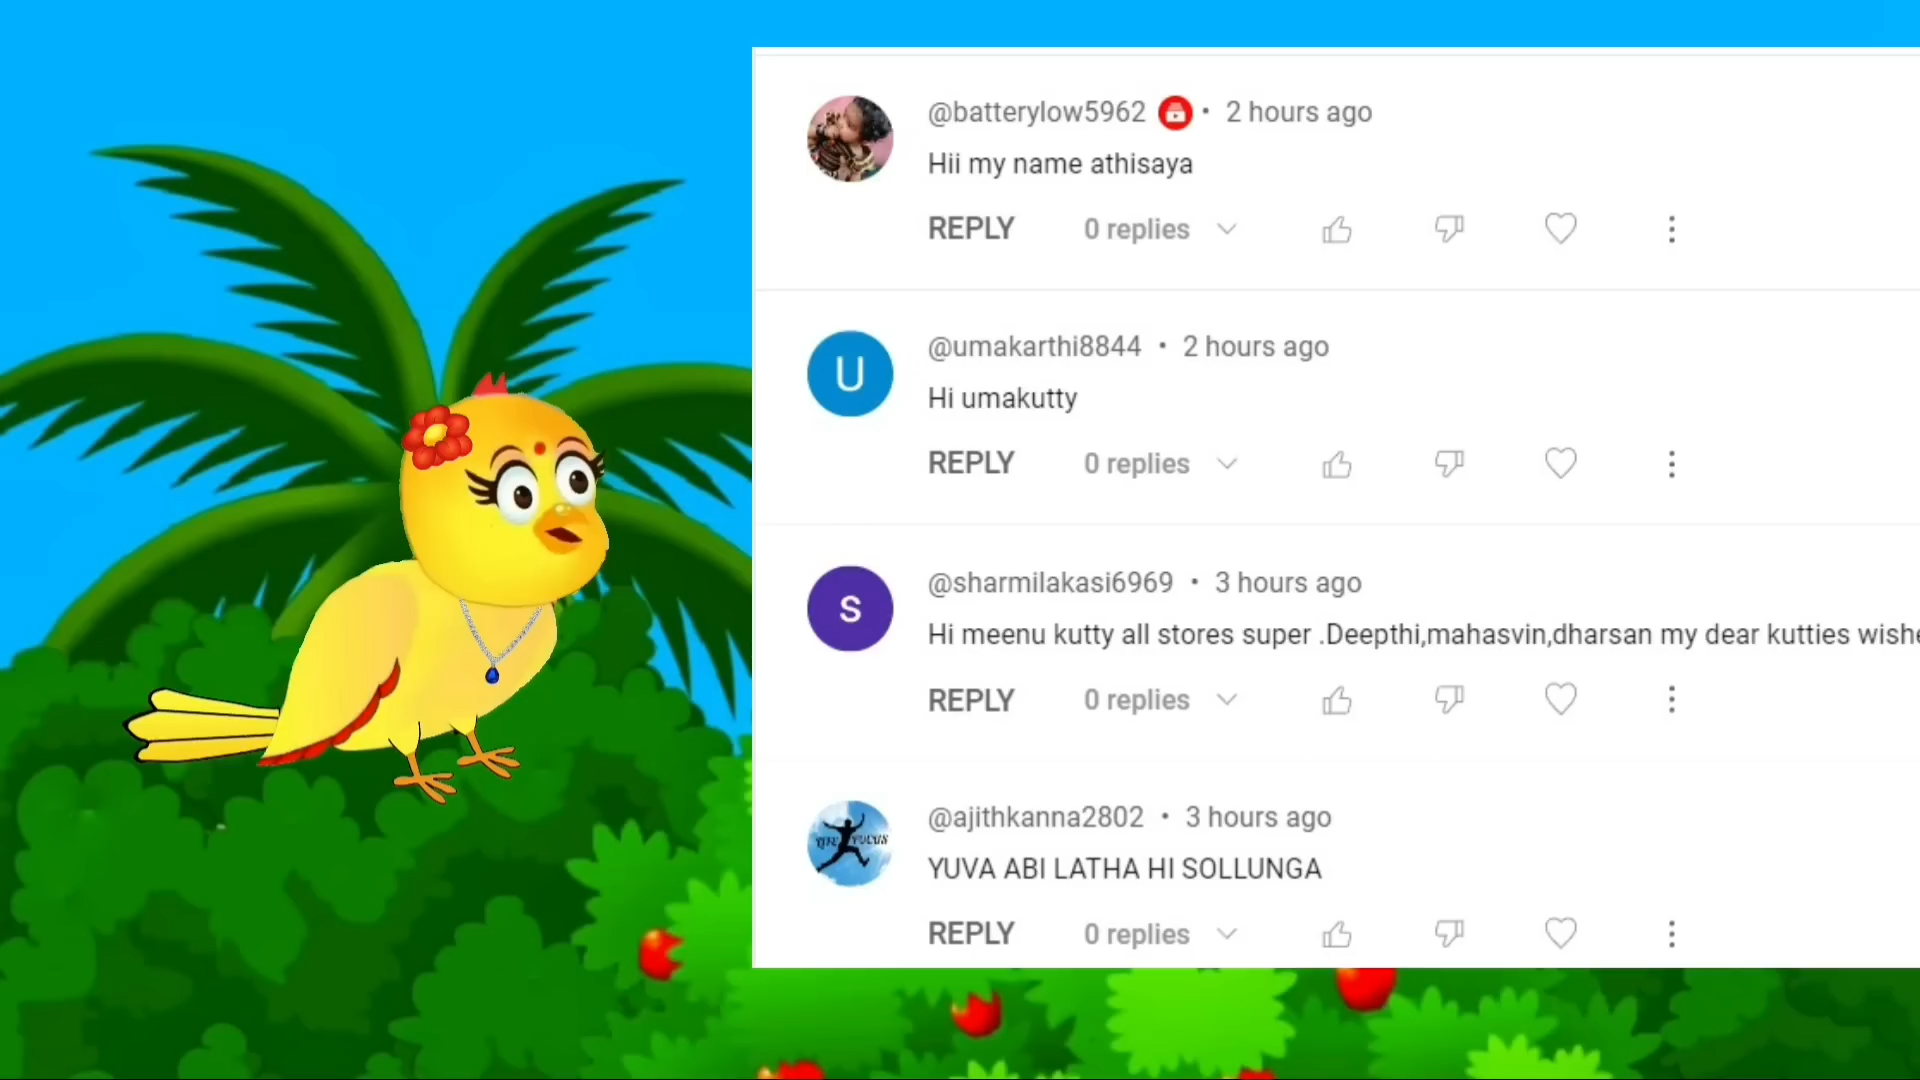 @batterylow5962 • 2 hours ago
Hii my name athisaya
REPLY 0 replies
U
@umakarthi8844 • 2 hours ago
Hi umakutty
REPLY 0 replies
S
@sharmilakasi6969 • 3 hours ago
Hi meenu kutty all stores super .Deepthi,mahasvin,dharsan my dear kutties wishe
REPLY 0 replies
@ajithkanna2802 • 3 hours ago
YUVA ABI LATHA HI SOLLUNGA
REPLY 0 replies